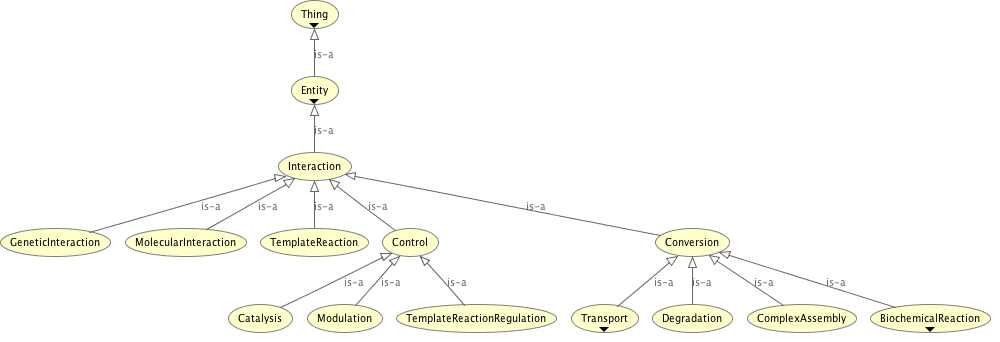 Thing
is-a
Entity
is-a
Interaction
is-a is-a is-a is-a is-a
GeneticInteraction MolecularInteraction TemplateReaction Control Conversion
is-a is-a is-a is-a is-a is-a is-a
Catalysis Modulation TemplateReactionRegulation Transport Degradation ComplexAssembly BiochemicalReaction